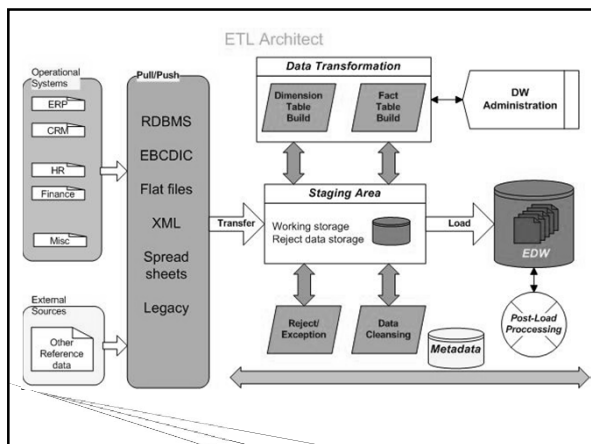 ETL Architect
Operational
Systems
ERP
CRM
HR
Finance
Misc
External
Sources
Other
Reference
data
Pull/Push
RDBMS
EBCDIC
Flat files
XML
Spread
sheets
Legacy
Transfer
Data Transformation
Dimension
Table
Build
Fact
Table
Build
DW
Administration
Staging Area
Working storage
Reject data storage
Load
EDW
Reject/
Exception
Data
Cleansing
Metadata
Post-Load
Proccessing